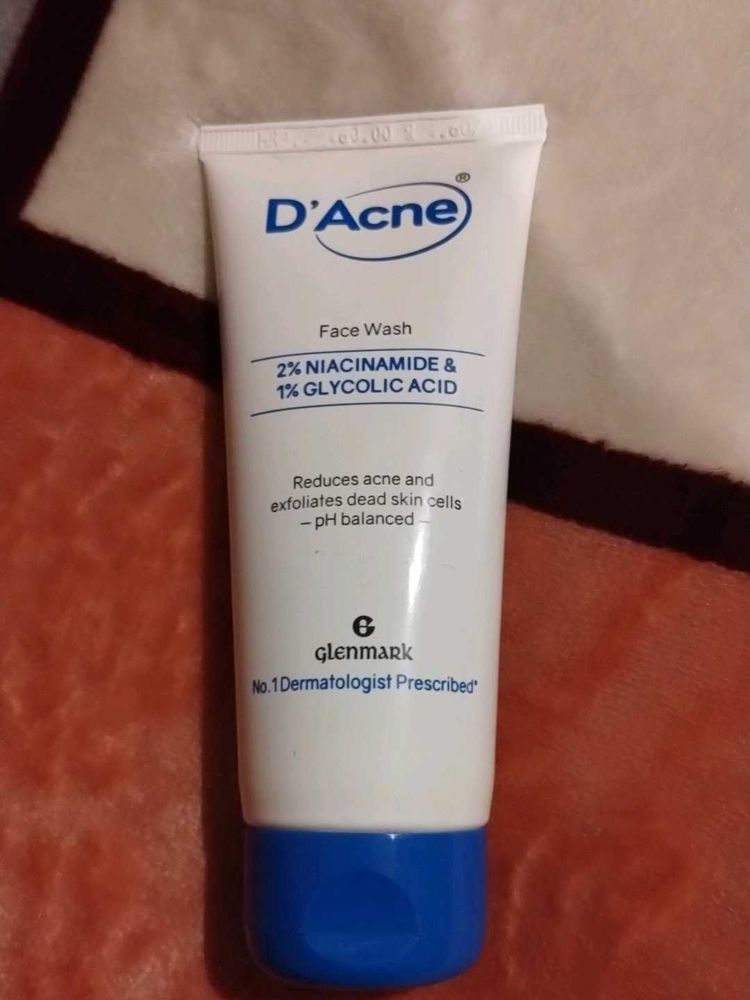 D'Acne®
Face Wash
2% NIACINAMIDE &
1% GLYCOLIC ACID
Reduces acne and
exfoliates dead skin cells
– pH balanced –
G
glenmark
No.1 Dermatologist Prescribed*